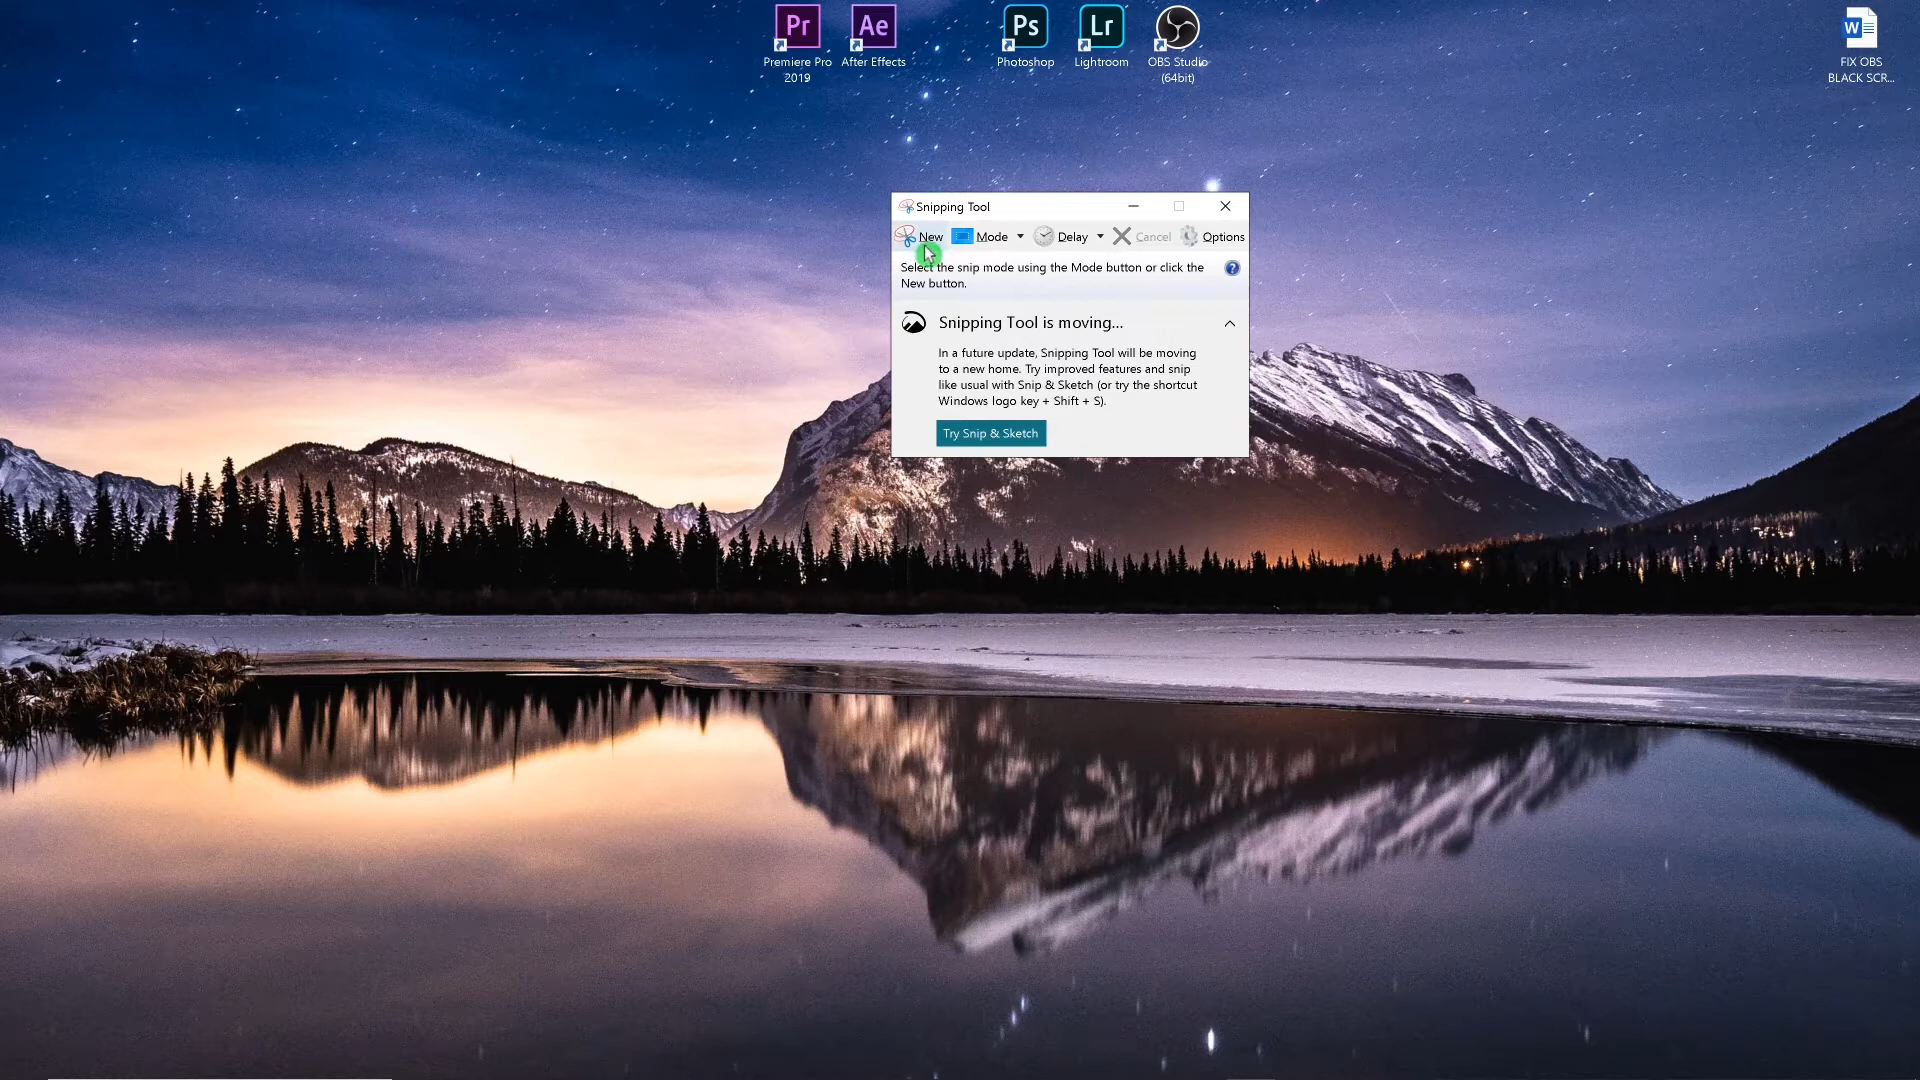 Pr
Ae
Ps
Lr
Premiere Pro
2019
After Effects
Photoshop
Lightroom
OBS Studio
(64bit)
W
FIX OBS
BLACK SCR...
Snipping Tool
New
Mode
Delay
Cancel
Options
Select the snip mode using the Mode button or click the
New button.
?
Snipping Tool is moving...
In a future update, Snipping Tool will be moving
to a new home. Try improved features and snip
like usual with Snip & Sketch (or try the shortcut
Windows logo key + Shift + S).
Try Snip & Sketch